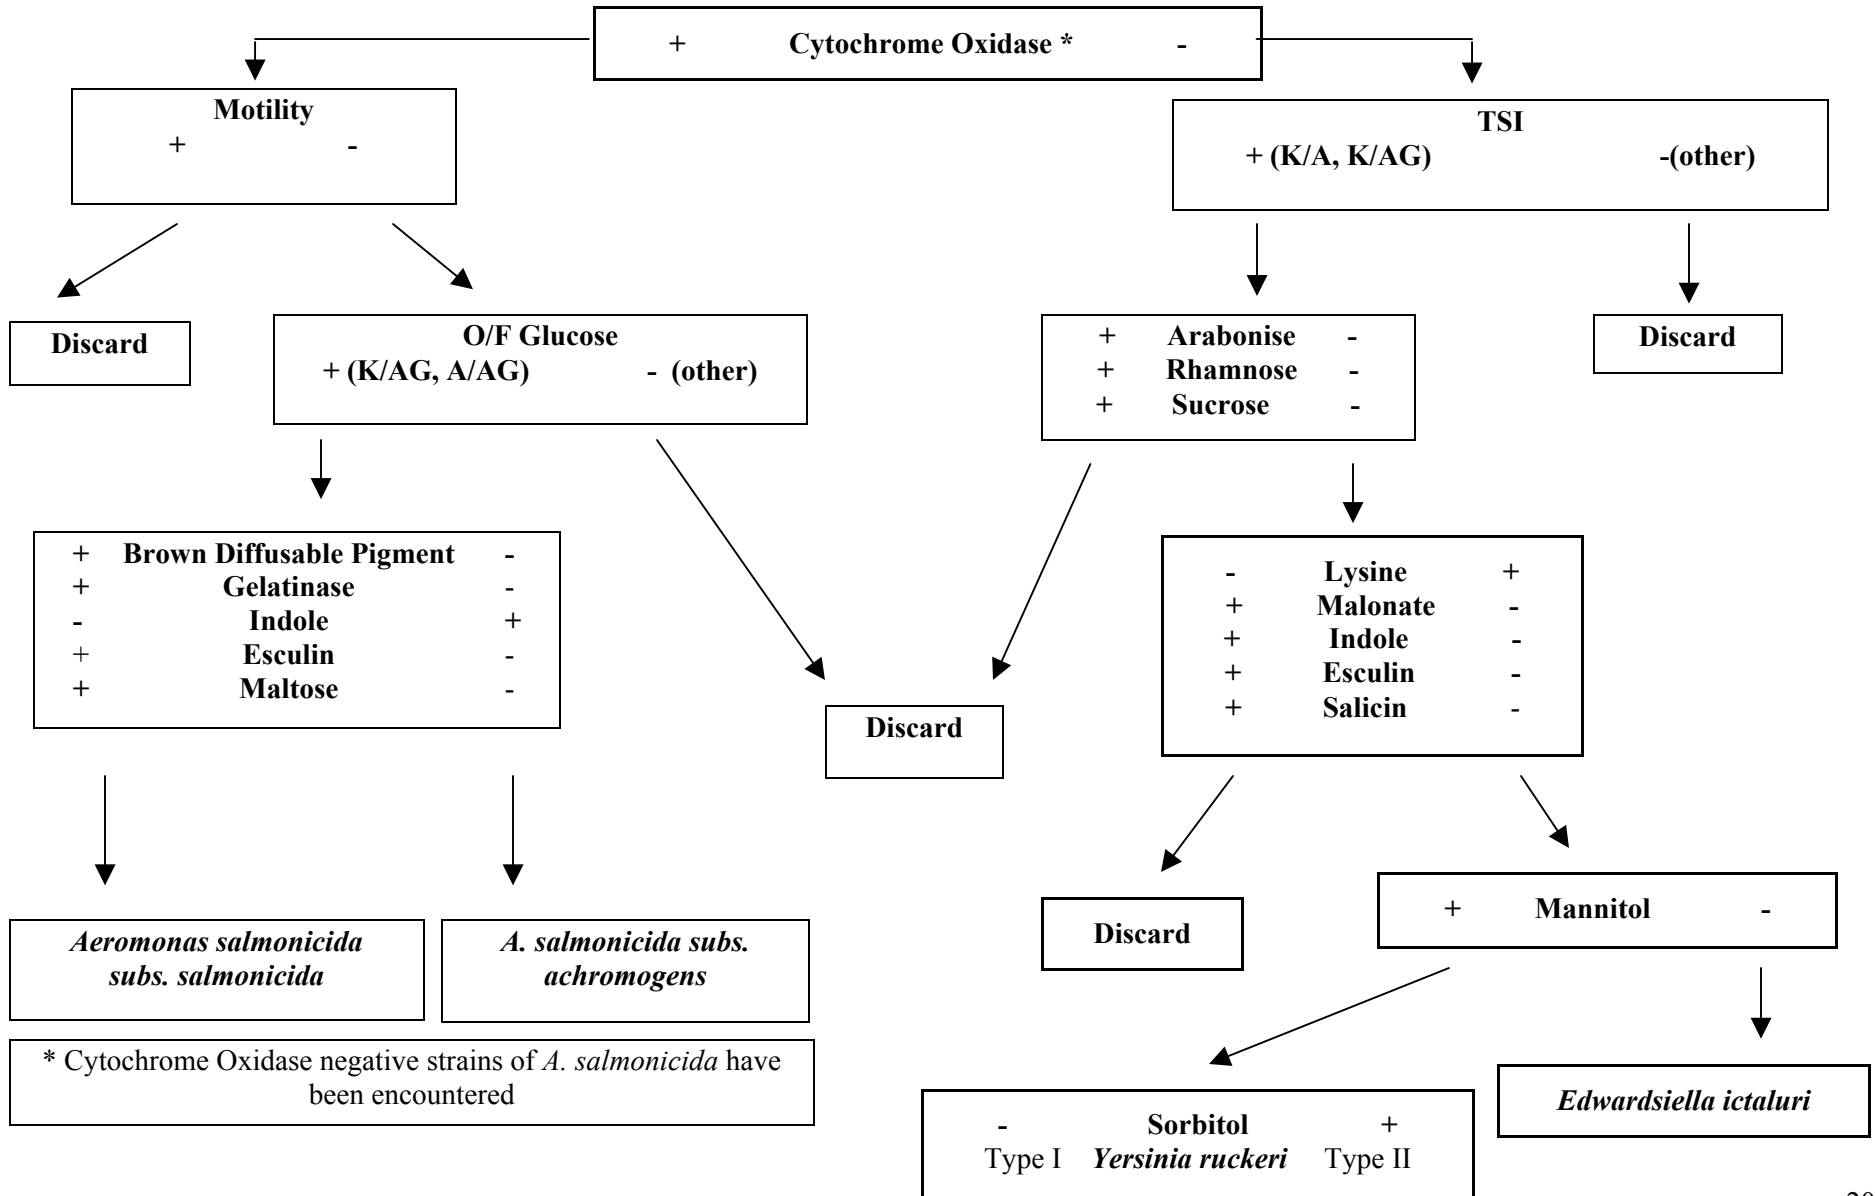 + Cytochrome Oxidase * -
Motility
+ -
TSI
+ (K/A, K/AG) -(other)
Discard
O/F Glucose
+ (K/AG, A/AG) - (other)
+ Arabonise -
+ Rhamnose -
+ Sucrose -
Discard
+ Brown Diffusable Pigment -
+ Gelatinase -
- Indole +
+ Esculin -
+ Maltose -
- Lysine +
+ Malonate -
+ Indole -
+ Esculin -
+ Salicin -
Discard
Aeromonas salmonicida
subs. salmonicida
A. salmonicida subs.
achromogens
Discard
+ Mannitol -
* Cytochrome Oxidase negative strains of A. salmonicida have
been encountered
Edwardsiella ictaluri
- Sorbitol +
Type I Yersinia ruckeri Type II